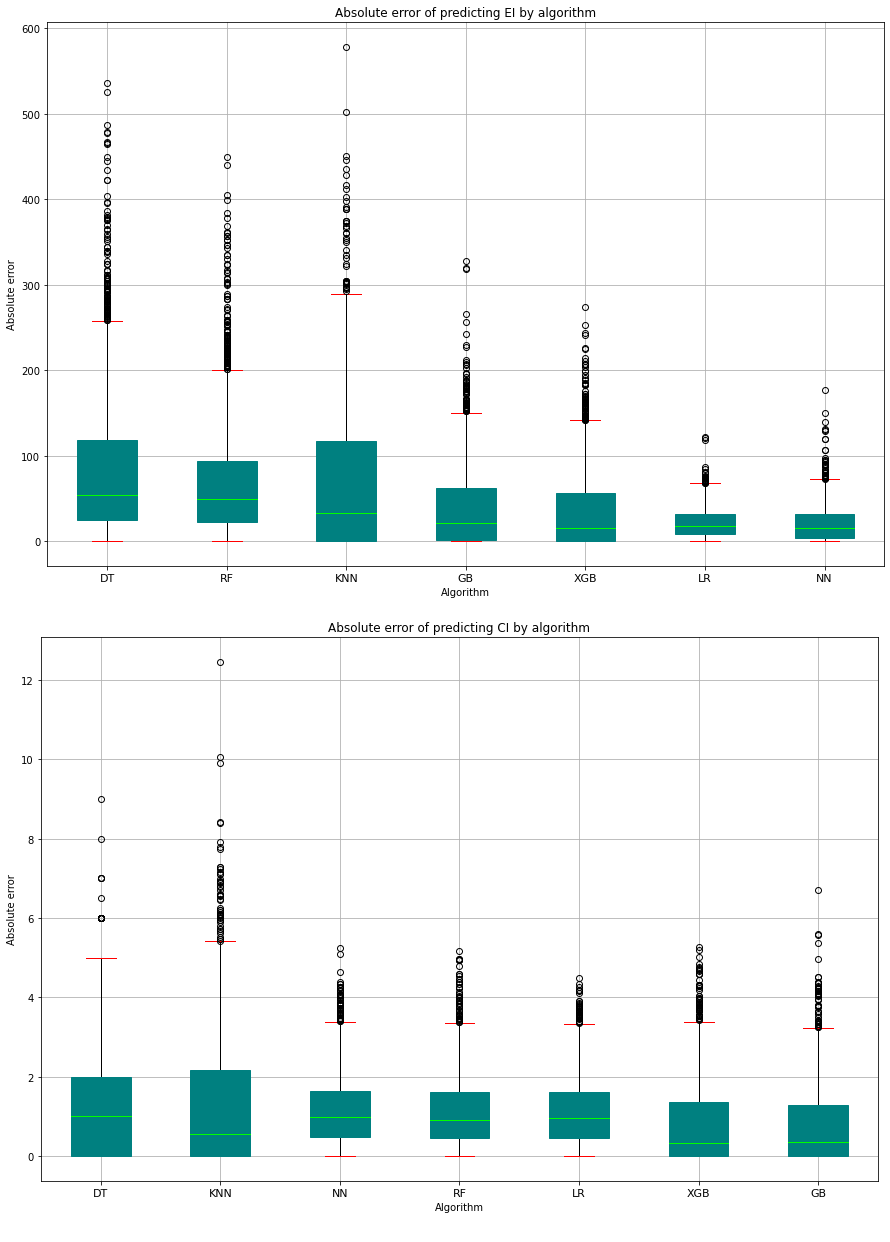 Absolute error of predicting EI by algorithm
600
500
400
300
200
100
0
Absolute error
DT RF KNN GB XGB LR NN
Algorithm
Absolute error of predicting CI by algorithm
12
10
8
6
4
2
0
Absolute error
DT KNN NN RF LR XGB GB
Algorithm